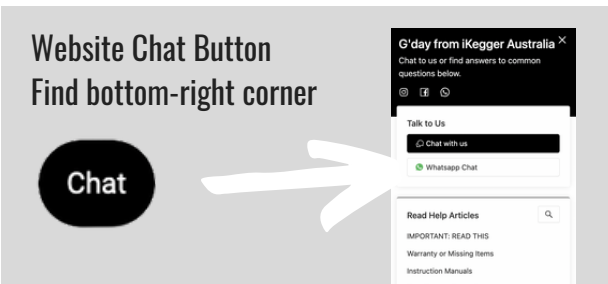 Website Chat Button
Find bottom-right corner
Chat
G'day from iKegger Australia
Chat to us or find answers to common
questions below.
Talk to Us
Chat with us
Whatsapp Chat
Read Help Articles
IMPORTANT: READ THIS
Warranty or Missing Items
Instruction Manuals